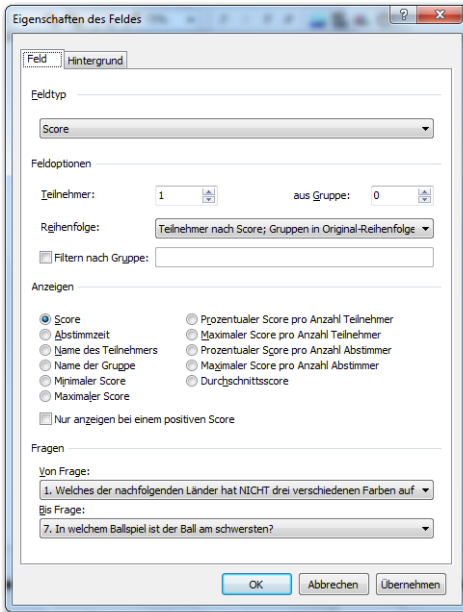 Eigenschaften des Feldes
Feld Hintergrund
Feldtyp
Score
Feldoptionen
Teilnehmer: 1 aus Gruppe: 0
Reihenfolge: Teilnehmer nach Score; Gruppen in Original-Reihenfolge
Filtern nach Gruppe:
Anzeigen
Score Prozentualer Score pro Anzahl Teilnehmer
Abstimmzeit Maximaler Score pro Anzahl Teilnehmer
Name des Teilnehmers Prozentualer Score pro Anzahl Abstimmer
Name der Gruppe Maximaler Score pro Anzahl Abstimmer
Minimaler Score Durchschnittsscore
Maximaler Score
Nur anzeigen bei einem positiven Score
Fragen
Von Frage:
1. Welches der nachfolgenden Länder hat NICHT drei verschiedenen Farben auf
Bis Frage:
7. In welchem Ballspiel ist der Ball am schwersten?
OK Abbrechen Übernehmen